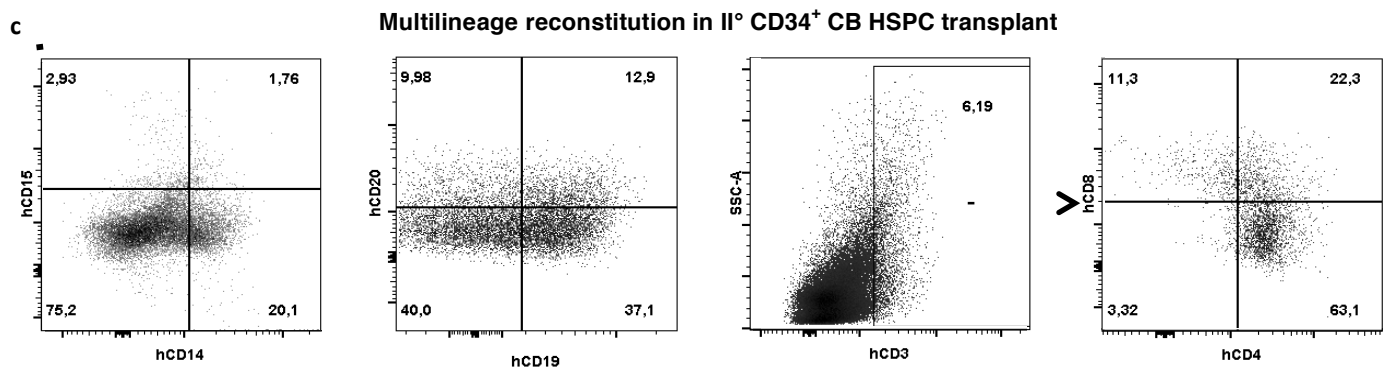 c
Multilineage reconstitution in II° CD34+ CB HSPC transplant
2,93
1,76
hCD15
75,2
20,1
hCD14
9,98
12,9
hCD20
40,0
37,1
hCD19
6,19
SSC-A
hCD3
11,3
22,3
hCD8
3,32
63,1
hCD4